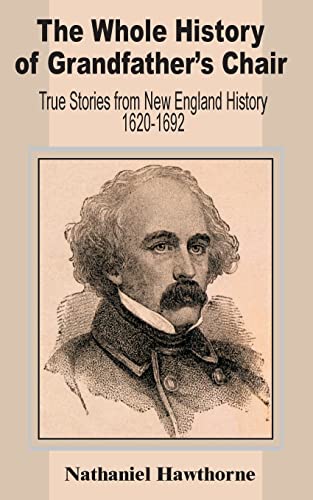 The Whole History
of Grandfather's Chair
True Stories from New England History
1620-1692
Nathaniel Hawthorne